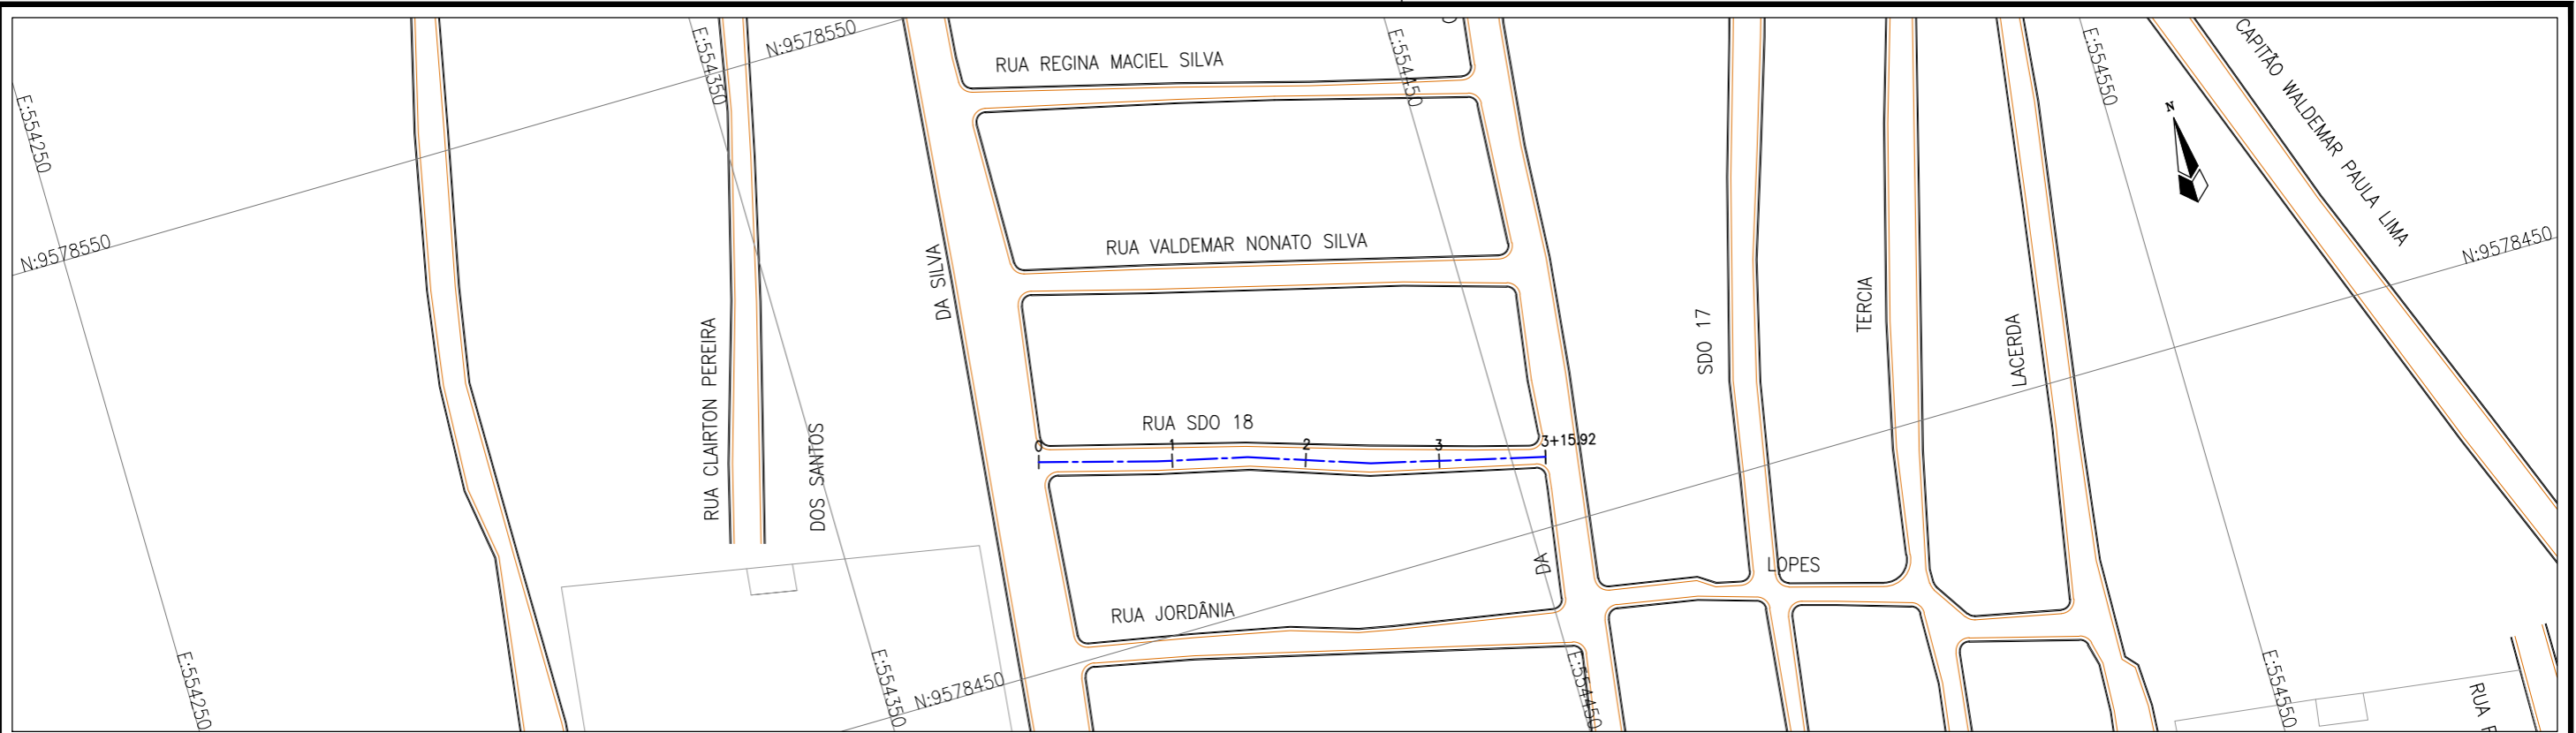 RUA REGINA MACIEL SILVA
N:9578550
E:554350
E:554450
E:554550
CAPITÃO WALDEMAR PAULA LIMA
E:554250
N
N:9578550
RUA VALDEMAR NONATO SILVA
N:9578450
DA SILVA
RUA CLAIRTON PEREIRA
DOS SANTOS
SDO 17
TERCIA
LACERDA
RUA SDO 18
0
1
2
3
3+15.92
DA
LOPES
RUA JORDÂNIA
E:554250
E:554350
N:9578450
E:554450
E:554550
RUA